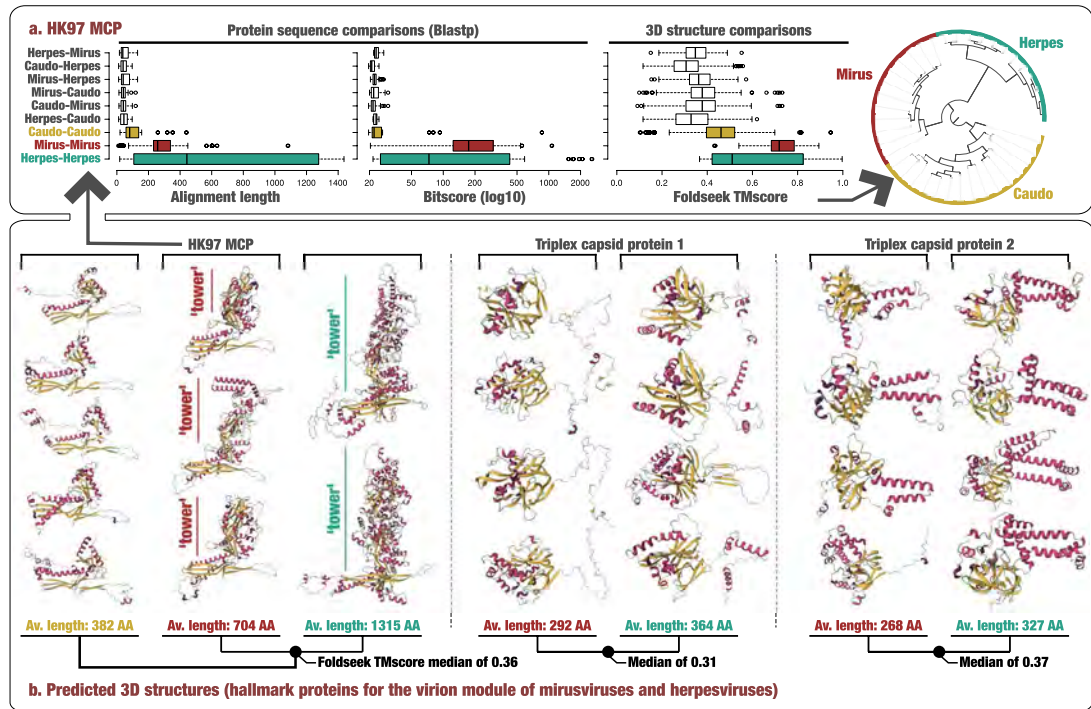 a. HK97 MCP
Protein sequence comparisons (Blastp)
3D structure comparisons
Herpes-Mirus
Caudo-Herpes
Mirus-Herpes
Mirus-Caudo
Caudo-Mirus
Herpes-Caudo
Caudo-Caudo
Mirus-Mirus
Herpes-Herpes
0 200 400 600 800 1000 1200 1400
Alignment length
20 50 100 200 500 2000
Bitscore (log10)
0.0 0.2 0.4 0.6 0.8 1.0
Foldseek TMscore
Mirus
Herpes
Caudo
HK97 MCP
Triplex capsid protein 1
Triplex capsid protein 2
'tower'
'tower'
'tower'
'tower'
'tower'
Av. length: 382 AA
Av. length: 704 AA
Av. length: 1315 AA
Av. length: 292 AA
Av. length: 364 AA
Av. length: 268 AA
Av. length: 327 AA
Foldseek TMscore median of 0.36
Median of 0.31
Median of 0.37
b. Predicted 3D structures (hallmark proteins for the virion module of mirusviruses and herpesviruses)